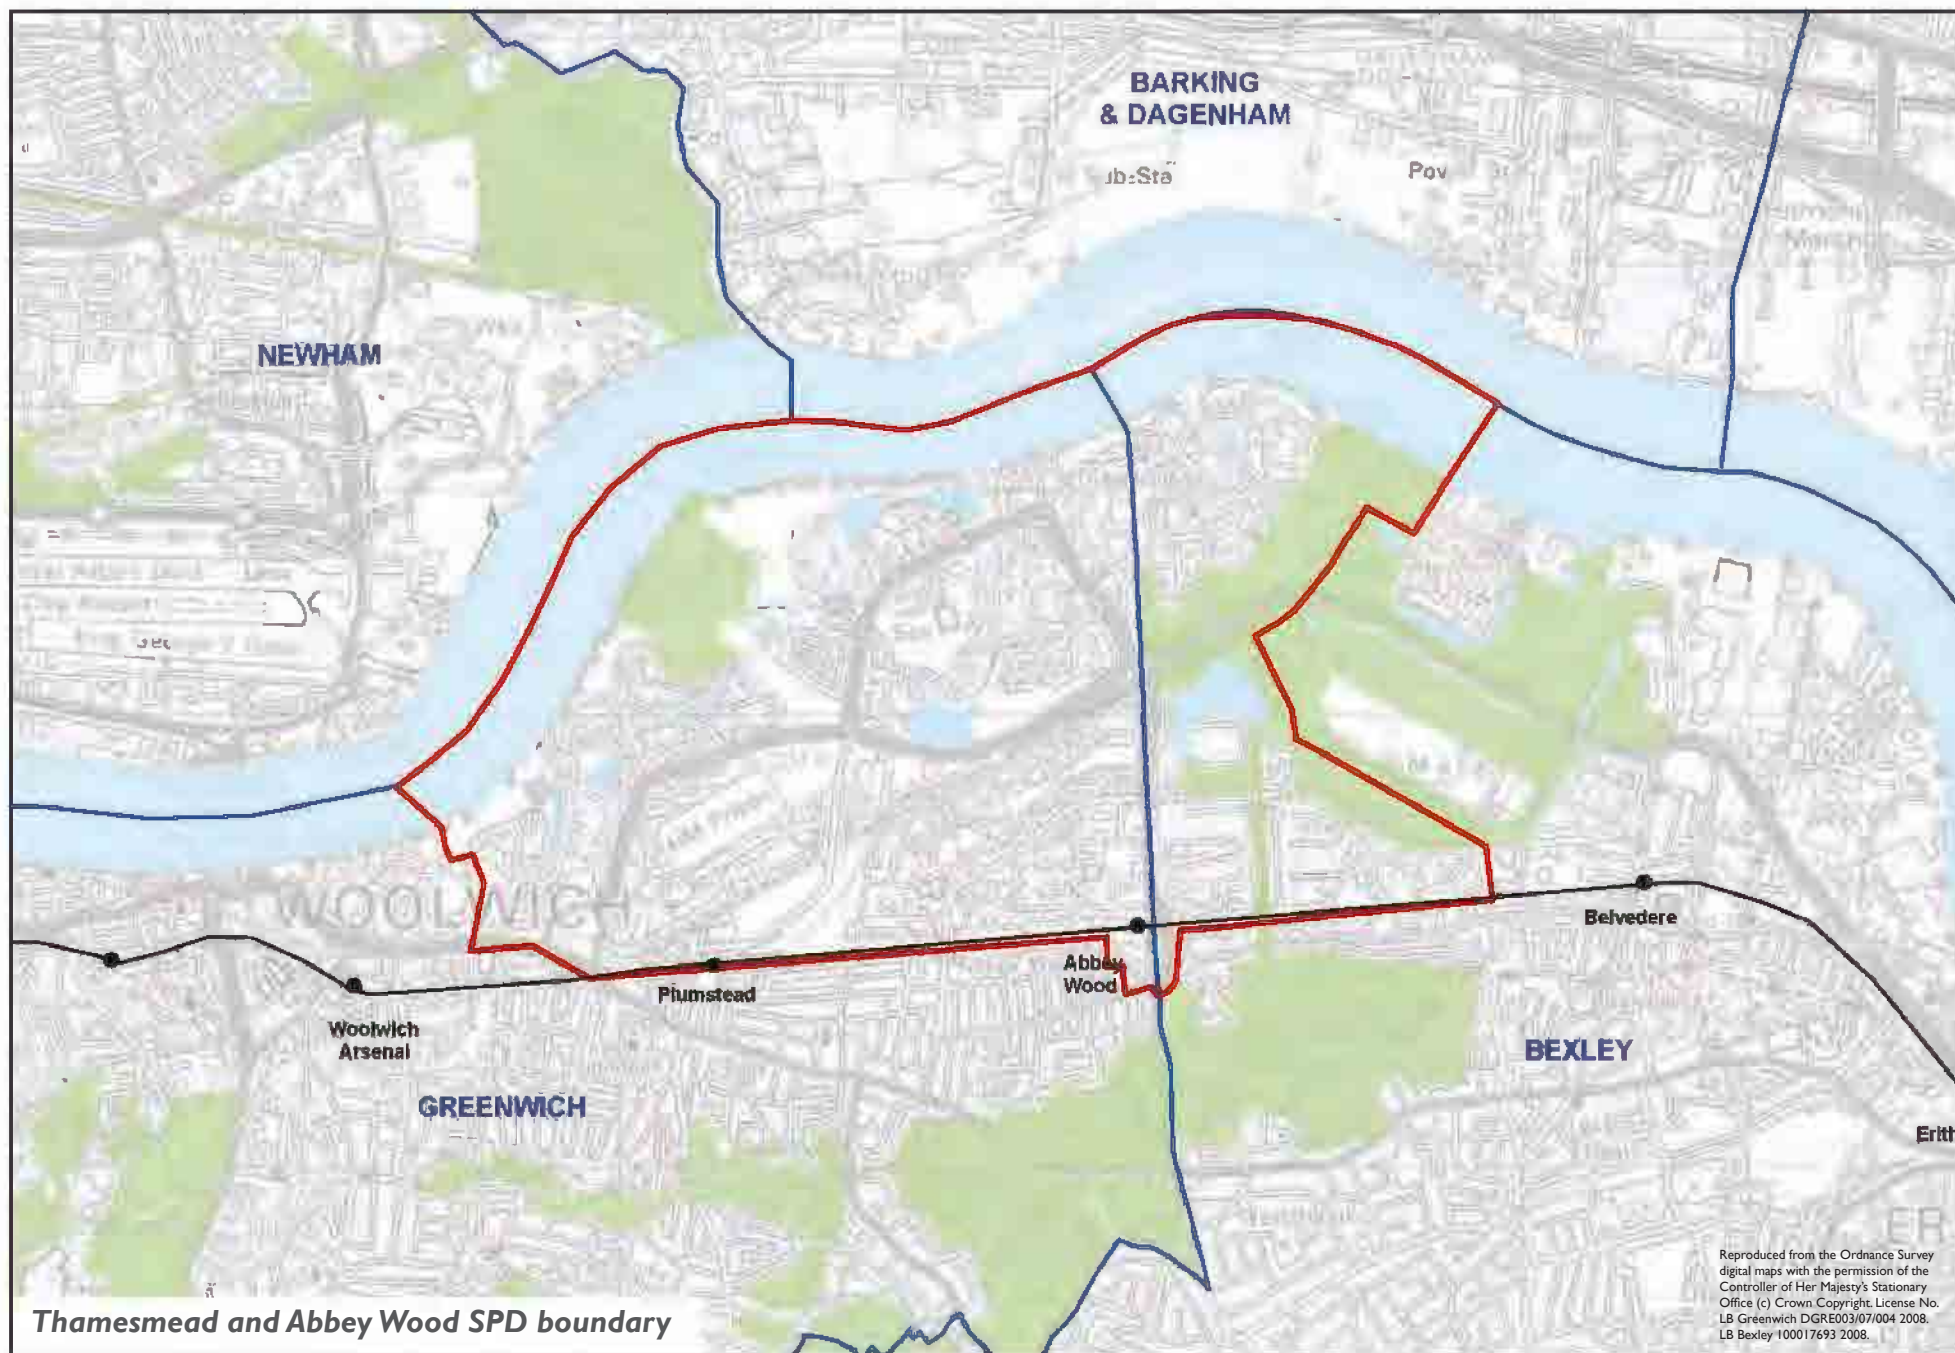 BARKING
& DAGENHAM
NEWHAM
WOOLWICH
Belvedere
Abbey
Wood
Plumstead
Woolwich
Arsenal
BEXLEY
GREENWICH
Erith
ER
Thamesmead and Abbey Wood SPD boundary
Reproduced from the Ordnance Survey
digital maps with the permission of the
Controller of Her Majesty's Stationary
Office (c) Crown Copyright. License No.
LB Greenwich DGRE003/07/004 2008.
LB Bexley 100017693 2008.